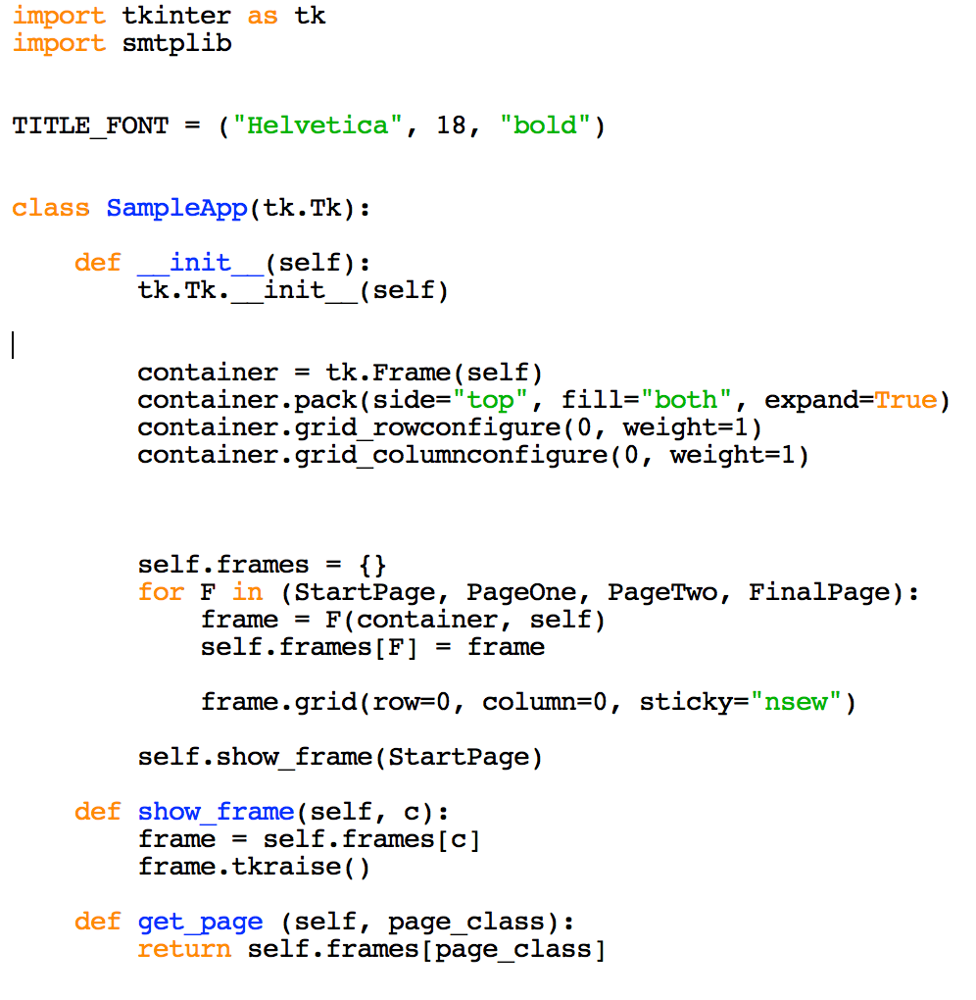 import tkinter as tk
import smtplib
TITLE_FONT = ("Helvetica", 18, "bold")
class SampleApp(tk.Tk):
    def __init__(self):
        tk.Tk.__init__(self)
        container = tk.Frame(self)
        container.pack(side="top", fill="both", expand=True)
        container.grid_rowconfigure(0, weight=1)
        container.grid_columnconfigure(0, weight=1)
        self.frames = {}
        for F in (StartPage, PageOne, PageTwo, FinalPage):
            frame = F(container, self)
            self.frames[F] = frame
            frame.grid(row=0, column=0, sticky="nsew")
        self.show_frame(StartPage)
    def show_frame(self, c):
        frame = self.frames[c]
        frame.tkraise()
    def get_page (self, page_class):
        return self.frames[page_class]